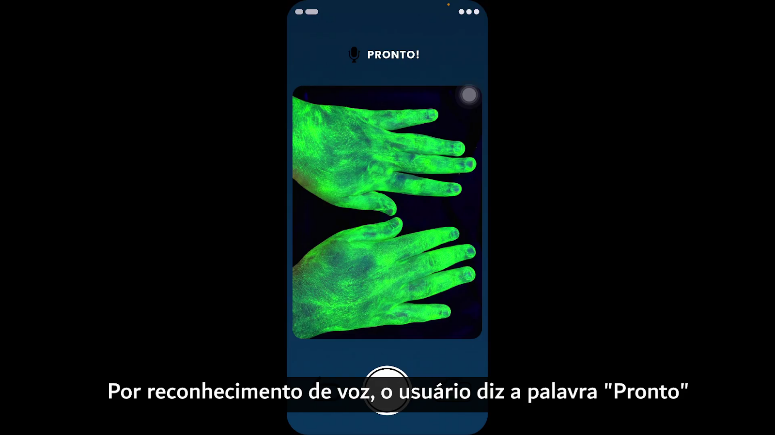 PRONTO!
Por reconhecimento de voz, o usuário diz a palavra "Pronto"